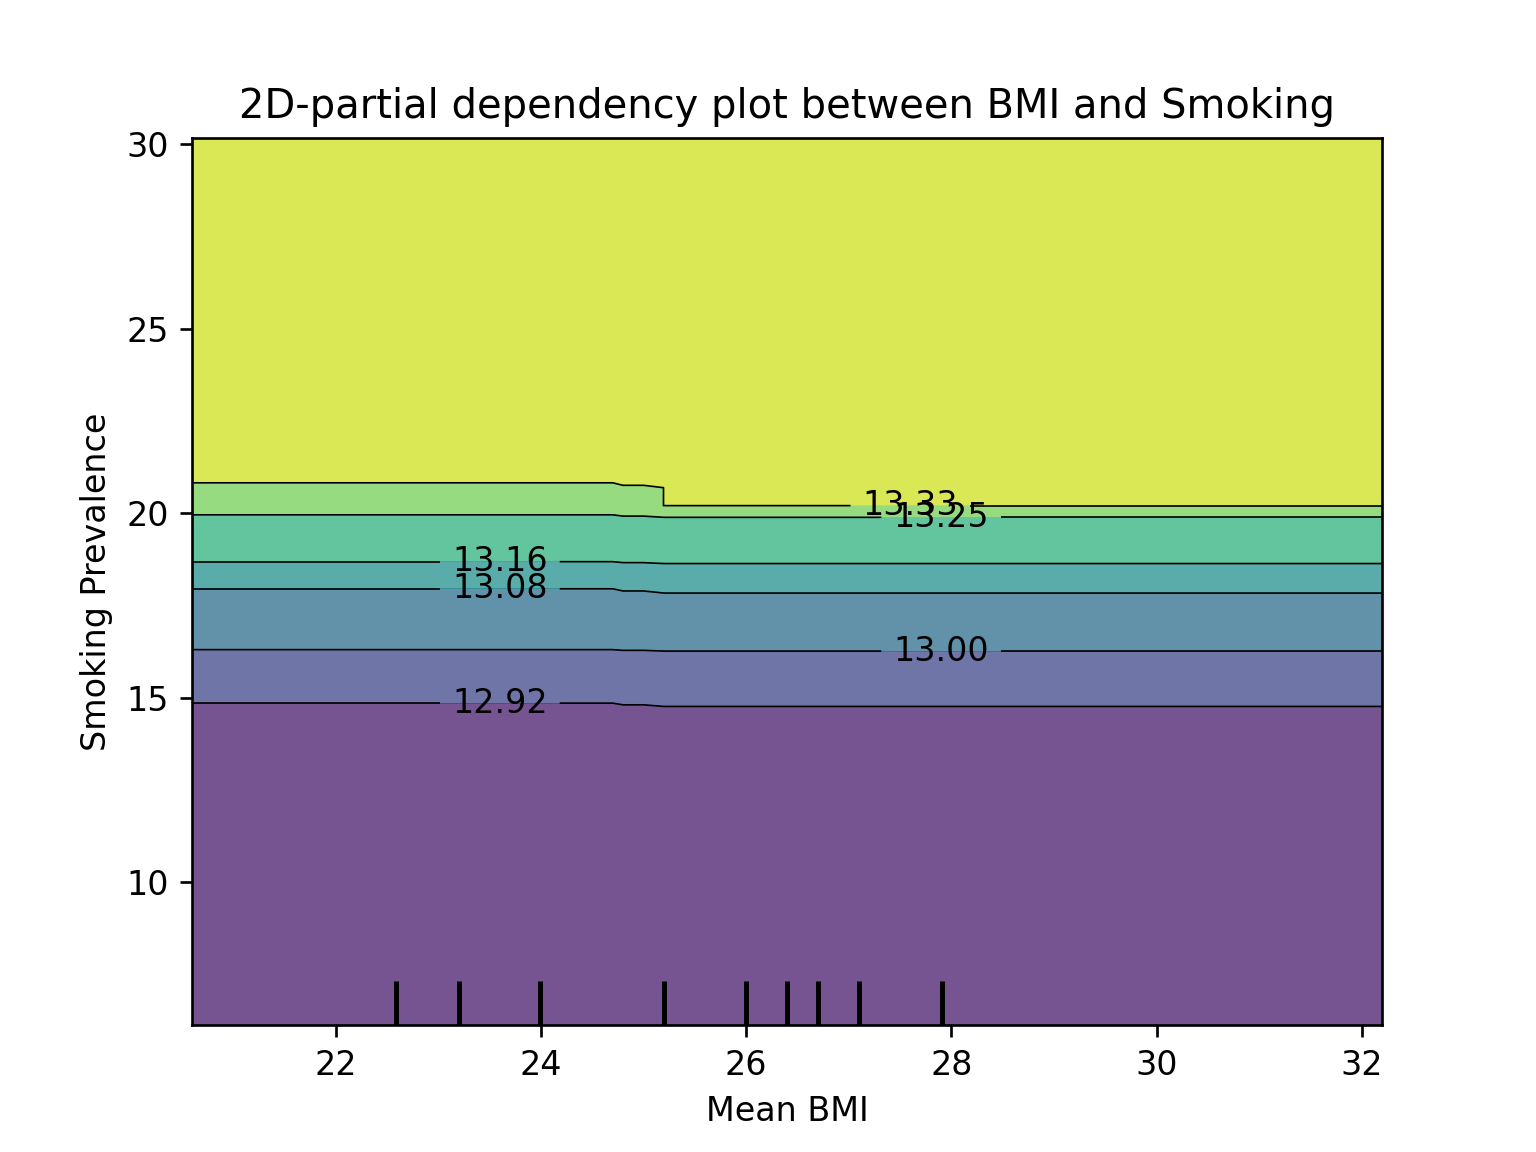 2D-partial dependency plot between BMI and Smoking
30
25
20
15
10
Smoking Prevalence
13.33
13.25
13.16
13.08
13.00
12.92
22 24 26 28 30 32
Mean BMI